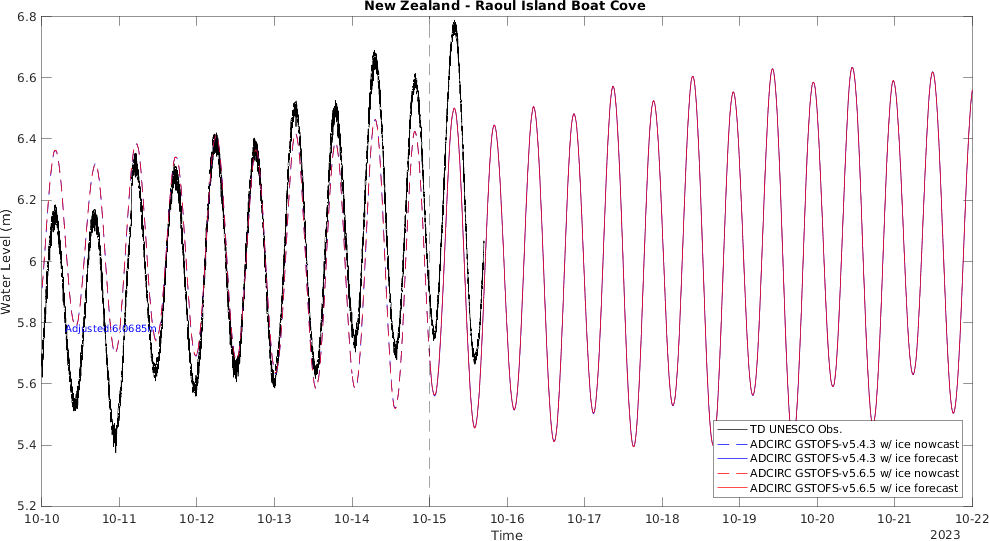 New Zealand - Raoul Island Boat Cove
6.8
6.6
6.4
6.2
6
5.8
5.6
5.4
5.2
Water Level (m)
Adjusted 6.0685m
TD UNESCO Obs.
ADCIRC GSTOFS-v5.4.3 w/ ice nowcast
ADCIRC GSTOFS-v5.4.3 w/ ice forecast
ADCIRC GSTOFS-v5.6.5 w/ ice nowcast
ADCIRC GSTOFS-v5.6.5 w/ ice forecast
10-10 10-11 10-12 10-13 10-14 10-15 10-16 10-17 10-18 10-19 10-20 10-21 10-22
Time
2023